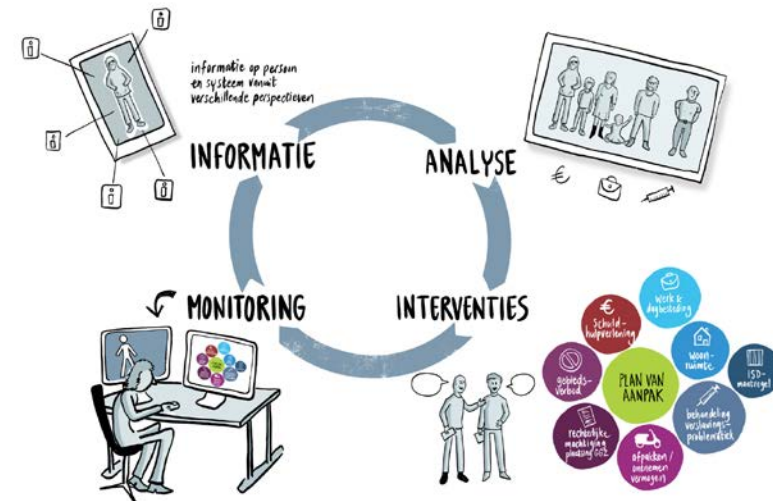 informatie op persoon
en systeem vanuit
verschillende perspectieven
INFORMATIE
ANALYSE
MONITORING
INTERVENTIES
€
Werk &
dagbesteding
€
Schuld-
hulpverlening
woon-
ruimte
ISD-
maatregel
gebieds-
verbod
PLAN VAN
AANPAK
behandeling
verslavings-
problematiek
rechterlijke
machtiging
plaatsing GGZ
afpakken /
ontnemen
vermogen